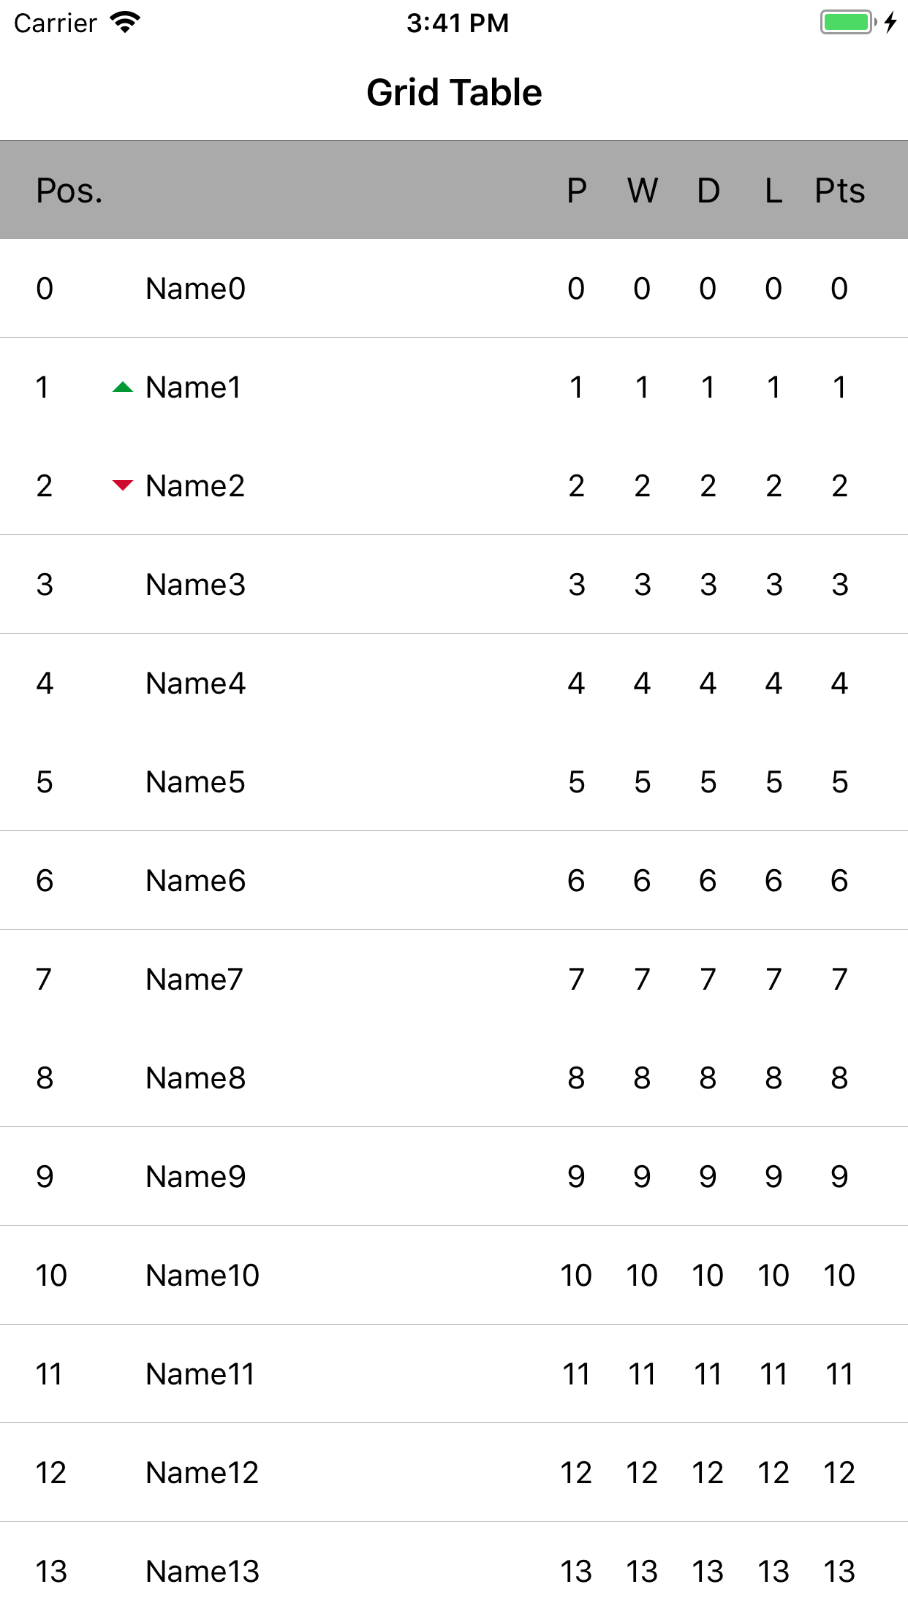 Carrier 3:41 PM
Grid Table
Pos. P W D L Pts
0 Name0 0 0 0 0 0
1 Name1 1 1 1 1 1
2 Name2 2 2 2 2 2
3 Name3 3 3 3 3 3
4 Name4 4 4 4 4 4
5 Name5 5 5 5 5 5
6 Name6 6 6 6 6 6
7 Name7 7 7 7 7 7
8 Name8 8 8 8 8 8
9 Name9 9 9 9 9 9
10 Name10 10 10 10 10 10
11 Name11 11 11 11 11 11
12 Name12 12 12 12 12 12
13 Name13 13 13 13 13 13